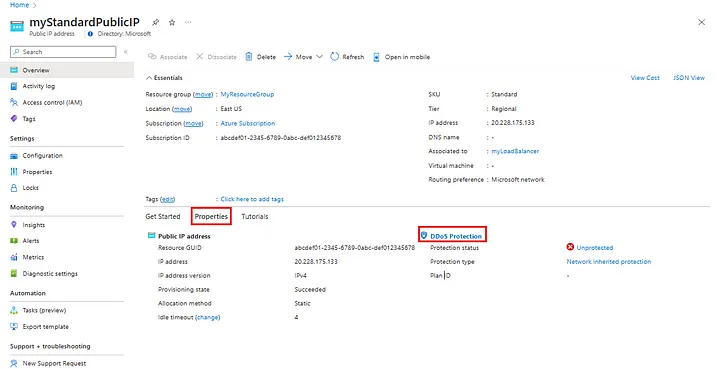 Home >
myStandardPublicIP
Public IP address
Directory: Microsoft
Search
Overview
Activity log
Access control (IAM)
Tags
Settings
Configuration
Properties
Locks
Monitoring
Insights
Alerts
Metrics
Diagnostic settings
Automation
Tasks (preview)
Export template
Support + troubleshooting
New Support Request
Associate Dissociate Delete Move Refresh Open in mobile
Essentials
View Cost JSON View
Resource group (move) : MyResourceGroup
Location (move) : East US
Subscription (move) : Azure Subscription
Subscription ID : abcdef01-2345-6789-0abc-def012345678
SKU : Standard
Tier : Regional
IP address : 20.228.175.133
DNS name : -
Associated to : myLoadBalancer
Virtual machine : -
Routing preference : Microsoft network
Tags (edit) : Click here to add tags
Get Started Properties Tutorials
Public IP address
Resource GUID abcdef01-2345-6789-0abc-def012345678
IP address 20.228.175.133
IP address version IPv4
Provisioning state Succeeded
Allocation method Static
Idle timeout (change) 4
DDoS Protection
Protection status Unprotected
Protection type Network inherited protection
Plan ID -